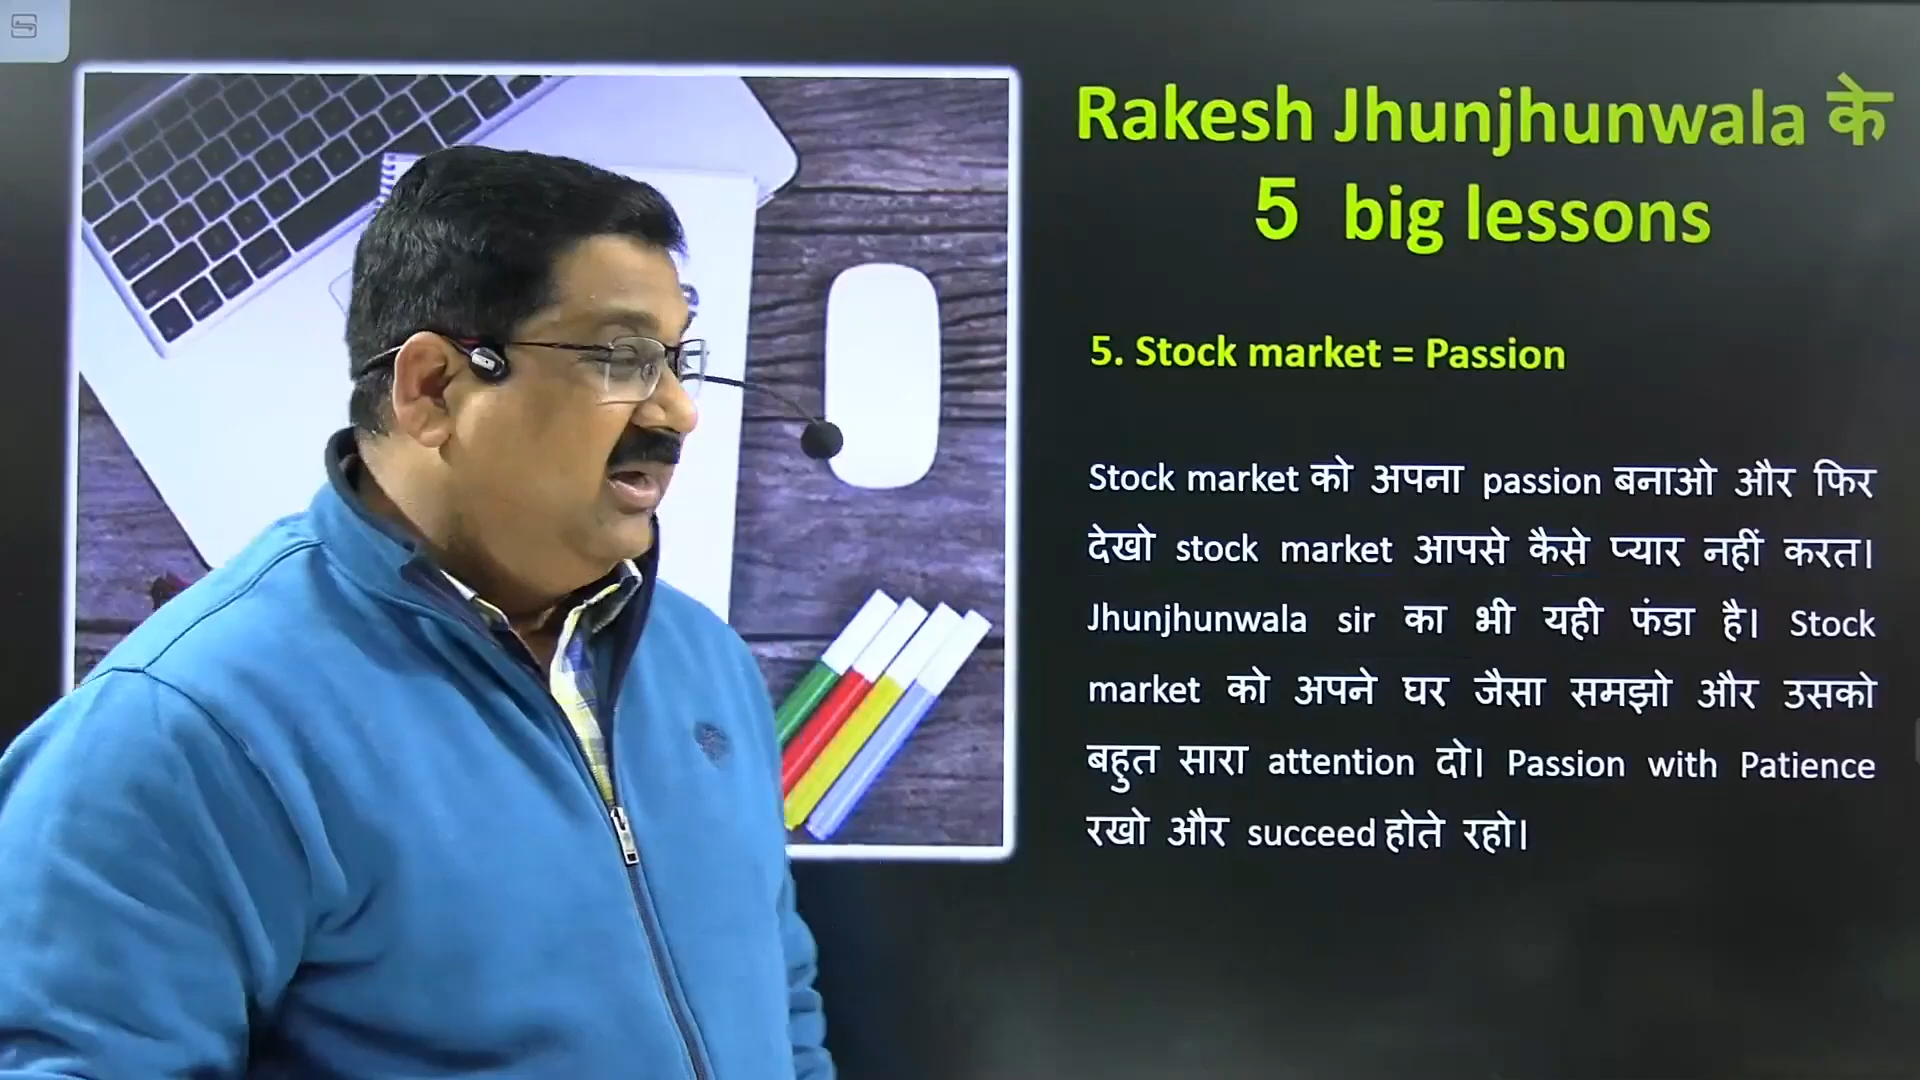 Rakesh Jhunjhunwala के
5 big lessons
5. Stock market = Passion
Stock market को अपना passion बनाओ और फिर
देखो stock market आपसे कैसे प्यार नहीं करत।
Jhunjhunwala sir का भी यही फंडा है। Stock
market को अपने घर जैसा समझो और उसको
बहुत सारा attention दो। Passion with Patience
रखो और succeed होते रहो।